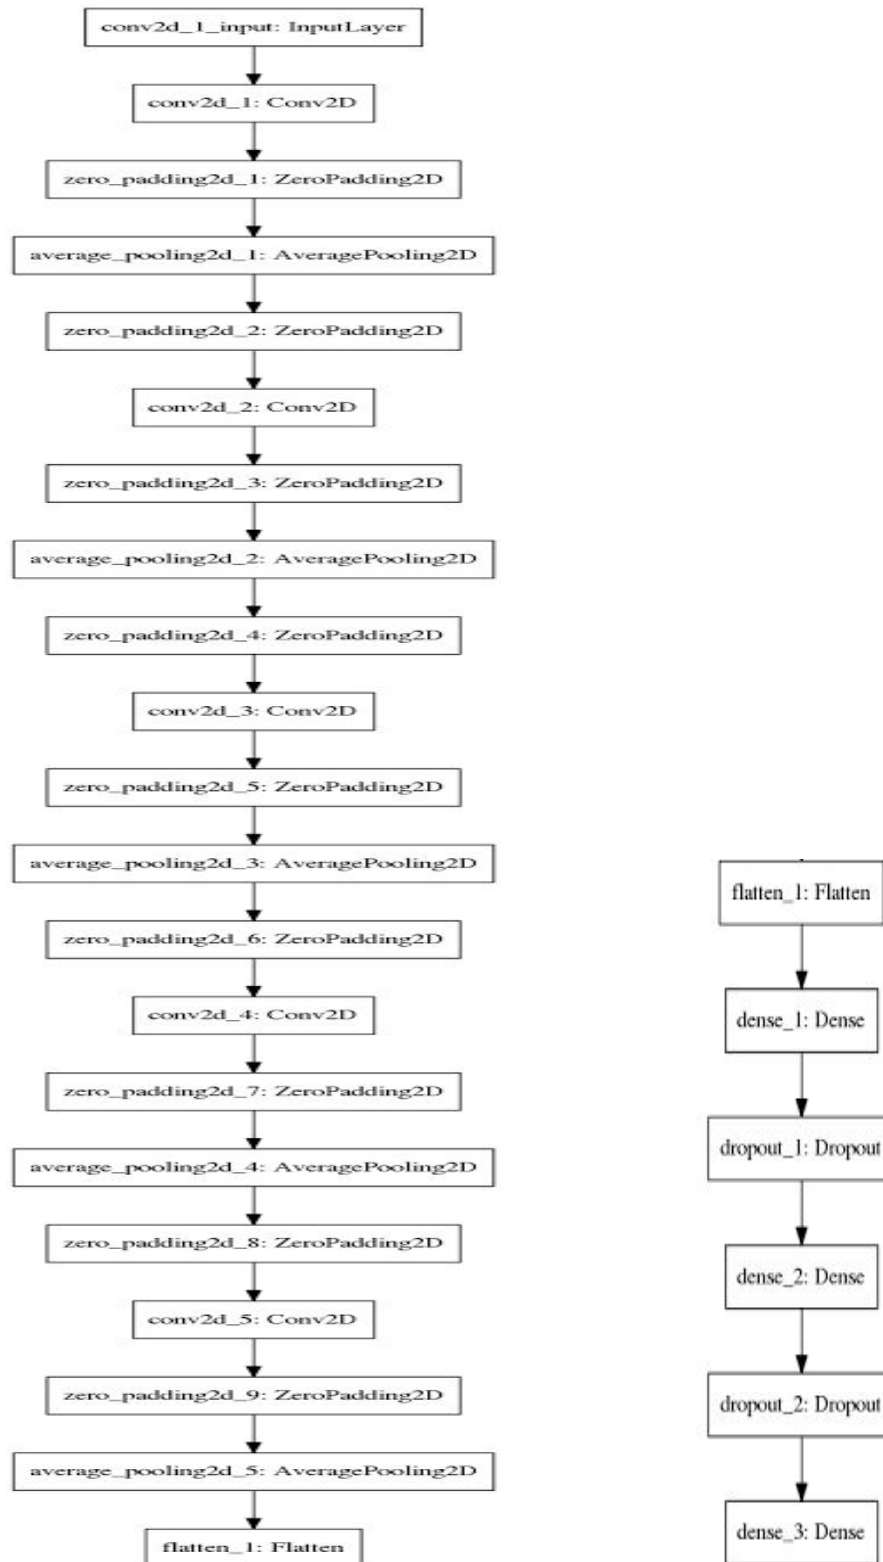 conv2d_1_input: InputLayer
conv2d_1: Conv2D
zero_padding2d_1: ZeroPadding2D
average_pooling2d_1: AveragePooling2D
zero_padding2d_2: ZeroPadding2D
conv2d_2: Conv2D
zero_padding2d_3: ZeroPadding2D
average_pooling2d_2: AveragePooling2D
zero_padding2d_4: ZeroPadding2D
conv2d_3: Conv2D
zero_padding2d_5: ZeroPadding2D
average_pooling2d_3: AveragePooling2D
zero_padding2d_6: ZeroPadding2D
conv2d_4: Conv2D
zero_padding2d_7: ZeroPadding2D
average_pooling2d_4: AveragePooling2D
zero_padding2d_8: ZeroPadding2D
conv2d_5: Conv2D
zero_padding2d_9: ZeroPadding2D
average_pooling2d_5: AveragePooling2D
flatten_1: Flatten
flatten_1: Flatten
dense_1: Dense
dropout_1: Dropout
dense_2: Dense
dropout_2: Dropout
dense_3: Dense